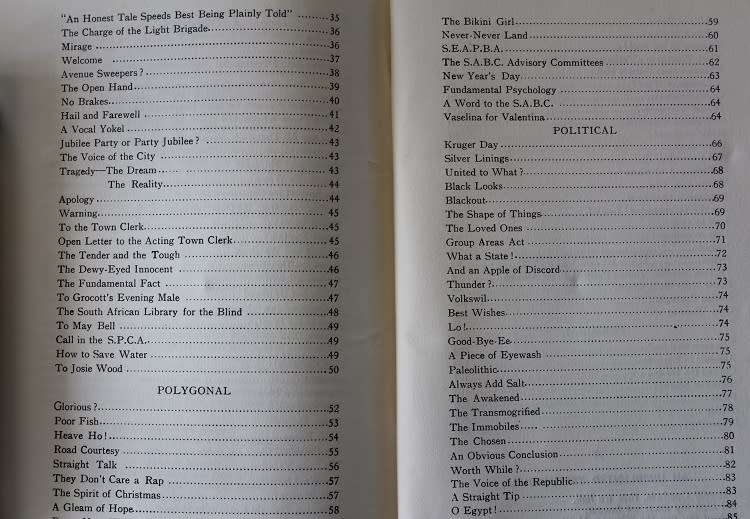 "An Honest Tale Speeds Best Being Plainly Told" ........35
The Charge of the Light Brigade........36
Mirage ........36
Welcome ........37
Avenue Sweepers? ........38
The Open Hand........39
No Brakes........40
Hail and Farewell ........41
A Vocal Yokel ........42
Jubilee Party or Party Jubilee? ........43
The Voice of the City ........43
Tragedy—The Dream........ 43
The Reality........44
Apology ........44
Warning........ 45
To the Town Clerk........45
Open Letter to the Acting Town Clerk........45
The Tender and the Tough ........46
The Dewy-Eyed Innocent ........46
The Fundamental Fact ........47
To Grocott's Evening Male ........47
The South African Library for the Blind ........48
To May Bell ........49
Call in the S.P.C.A.........49
How to Save Water ........49
To Josie Wood ........50
POLYGONAL
Glorious?........52
Poor Fish........53
Heave Ho!........54
Road Courtesy ........55
Straight Talk ........56
They Don't Care a Rap ........57
The Spirit of Christmas........57
A Gleam of Hope........58
The Bikini Girl........59
Never-Never Land ........60
S.E.A.P.B.A.........61
The S.A.B.C. Advisory Committees ........62
New Year's Day........63
Fundamental Psychology ........64
A Word to the S.A.B.C. ........64
Vaselina for Valentina........64
POLITICAL
Kruger Day ........66
Silver Linings........67
United to What?........68
Black Looks ........68
Blackout........69
The Shape of Things........69
The Loved Ones ........70
Group Areas Act ........71
What a State!........72
And an Apple of Discord ........73
Thunder?........73
Volkswil........74
Best Wishes........74
Lo!........74
Good-Bye-Ee........75
A Piece of Eyewash ........75
Paleolithic........75
Always Add Salt........76
The Awakened........77
The Transmogrified........78
The Immobiles........79
The Chosen........80
An Obvious Conclusion........81
Worth While?........82
The Voice of the Republic........83
A Straight Tip ........83
O Egypt!........84
85